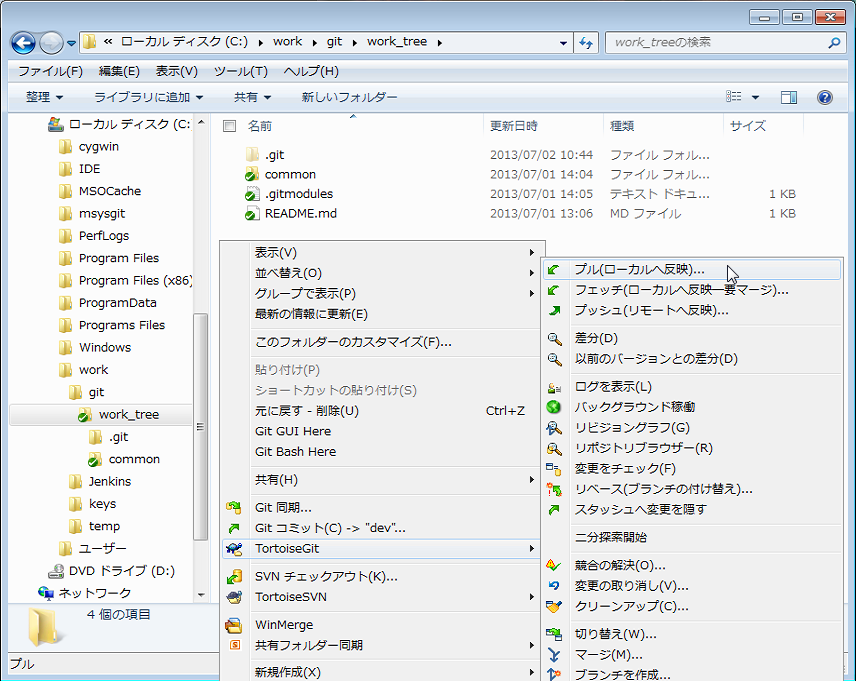 « ローカル ディスク (C:) ▸ work ▸ git ▸ work_tree ▸
work_treeの検索
ファイル(F) 編集(E) 表示(V) ツール(T) ヘルプ(H)
整理 ライブラリに追加 共有 新しいフォルダー
ローカル ディスク (C:
cygwin
IDE
MSOCache
msysgit
PerfLogs
Program Files
Program Files (x86)
ProgramData
Programs Files
Windows
work
git
work_tree
.git
common
Jenkins
keys
temp
ユーザー
DVD ドライブ (D:)
ネットワーク
名前 更新日時 種類 サイズ
.git 2013/07/02 10:44 ファイル フォル...
common 2013/07/01 14:04 ファイル フォル...
.gitmodules 2013/07/01 14:05 テキスト ドキュ... 1 KB
README.md 2013/07/01 13:06 MD ファイル 1 KB
表示(V)
並べ替え(O)
グループで表示(P)
最新の情報に更新(E)
このフォルダーのカスタマイズ(F)...
貼り付け(P)
ショートカットの貼り付け(S)
元に戻す - 削除(U) Ctrl+Z
Git GUI Here
Git Bash Here
共有(H)
Git 同期...
Git コミット(C) -> "dev"...
TortoiseGit
SVN チェックアウト(K)...
TortoiseSVN
WinMerge
共有フォルダー同期
新規作成(X)
プル(ローカルへ反映)...
フェッチ(ローカルへ反映―要マージ)...
プッシュ(リモートへ反映)...
差分(D)
以前のバージョンとの差分(D)
ログを表示(L)
バックグラウンド稼働
リビジョングラフ(G)
リポジトリブラウザー(R)
変更をチェック(F)
リベース(ブランチの付け替え)...
スタッシュへ変更を隠す
二分探索開始
競合の解決(O)...
変更の取り消し(V)...
クリーンアップ(C)...
切り替え(W)...
マージ(M)...
ブランチを作成...
4 個の項目
プル